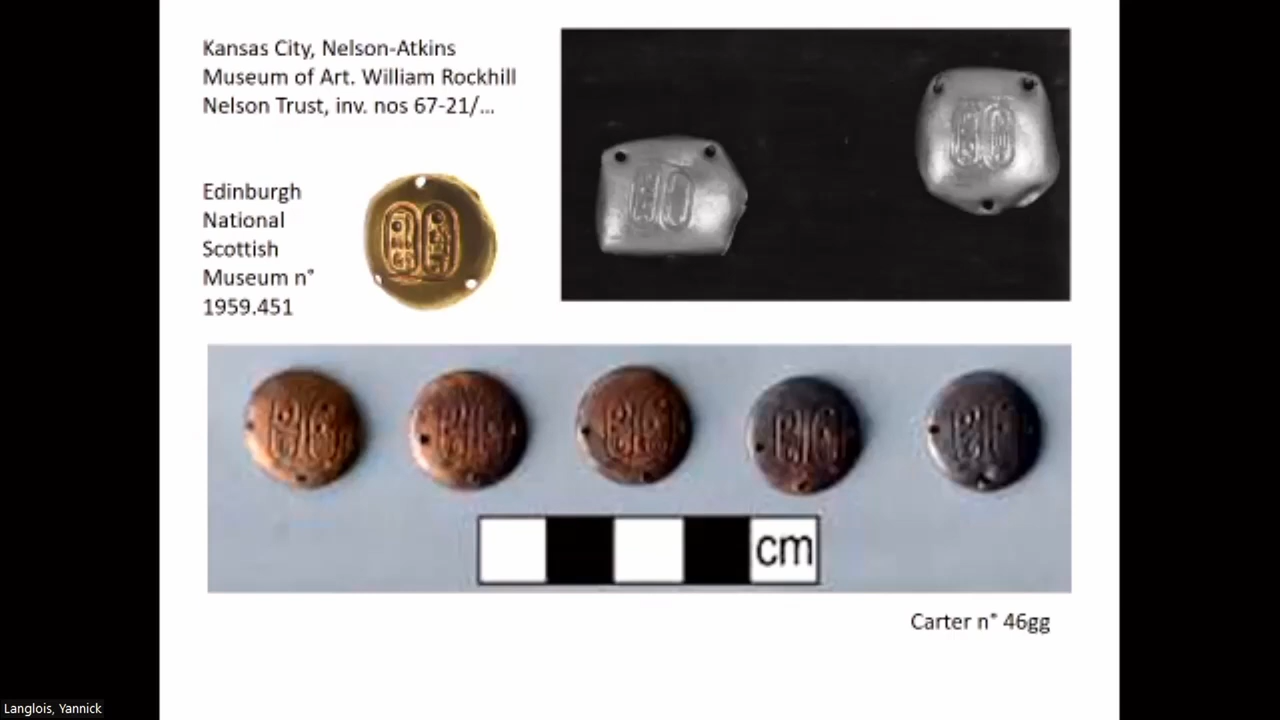 Kansas City, Nelson-Atkins
Museum of Art. William Rockhill
Nelson Trust, inv. nos 67-21/...
Edinburgh
National
Scottish
Museum n°
1959.451
cm
Carter n° 46gg
Langlois, Yannick